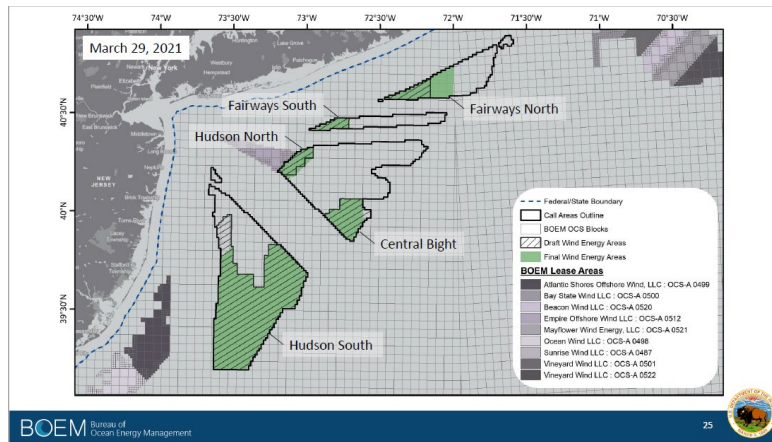 74°30'W 74°W 73°30'W 73°W 72°30'W 72°W 71°30'W 71°W 70°30'W
March 29, 2021
New York
40°30'N
40°N
39°30'N
NEW
JERSEY
Fairways South
Fairways North
Hudson North
Central Bight
Hudson South
Federal/State Boundary
Call Areas Outline
BOEM OCS Blocks
Draft Wind Energy Areas
Final Wind Energy Areas
BOEM Lease Areas
Atlantic Shores Offshore Wind, LLC : OCS-A 0499
Bay State Wind LLC : OCS-A 0500
Beacon Wind LLC : OCS-A 0520
Empire Offshore Wind LLC : OCS-A 0512
Mayflower Wind Energy, LLC : OCS-A 0521
Ocean Wind LLC : OCS-A 0498
Sunrise Wind LLC : OCS-A 0487
Vineyard Wind LLC : OCS-A 0501
Vineyard Wind LLC : OCS-A 0522
BOEM Bureau of
Ocean Energy Management
25